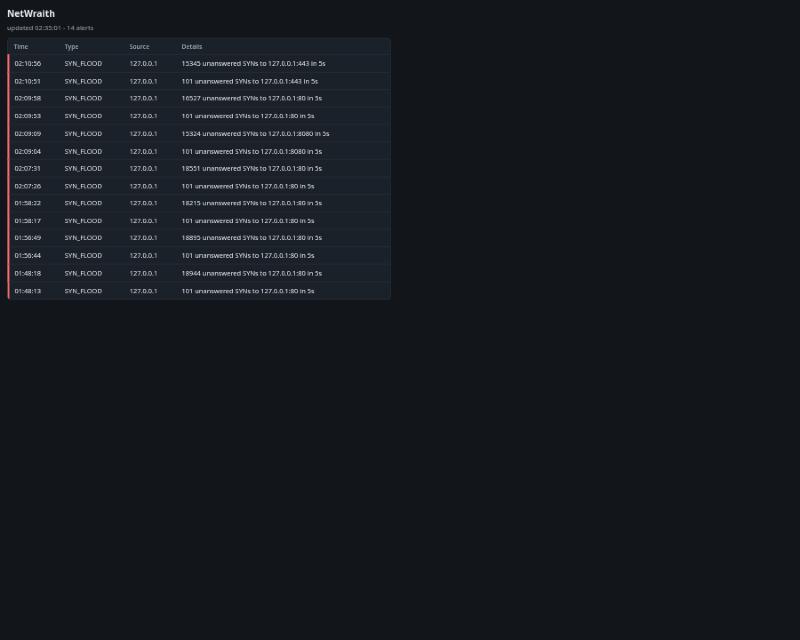 NetWraith
updated 02:35:01 - 14 alerts
Time Type Source Details
02:10:56 SYN_FLOOD 127.0.0.1 15345 unanswered SYNs to 127.0.0.1:443 in 5s
02:10:51 SYN_FLOOD 127.0.0.1 101 unanswered SYNs to 127.0.0.1:443 in 5s
02:09:58 SYN_FLOOD 127.0.0.1 16527 unanswered SYNs to 127.0.0.1:80 in 5s
02:09:53 SYN_FLOOD 127.0.0.1 101 unanswered SYNs to 127.0.0.1:80 in 5s
02:09:09 SYN_FLOOD 127.0.0.1 15324 unanswered SYNs to 127.0.0.1:8080 in 5s
02:09:04 SYN_FLOOD 127.0.0.1 101 unanswered SYNs to 127.0.0.1:8080 in 5s
02:07:31 SYN_FLOOD 127.0.0.1 18551 unanswered SYNs to 127.0.0.1:80 in 5s
02:07:26 SYN_FLOOD 127.0.0.1 101 unanswered SYNs to 127.0.0.1:80 in 5s
01:58:22 SYN_FLOOD 127.0.0.1 18215 unanswered SYNs to 127.0.0.1:80 in 5s
01:58:17 SYN_FLOOD 127.0.0.1 101 unanswered SYNs to 127.0.0.1:80 in 5s
01:56:49 SYN_FLOOD 127.0.0.1 18895 unanswered SYNs to 127.0.0.1:80 in 5s
01:56:44 SYN_FLOOD 127.0.0.1 101 unanswered SYNs to 127.0.0.1:80 in 5s
01:48:18 SYN_FLOOD 127.0.0.1 18944 unanswered SYNs to 127.0.0.1:80 in 5s
01:48:13 SYN_FLOOD 127.0.0.1 101 unanswered SYNs to 127.0.0.1:80 in 5s